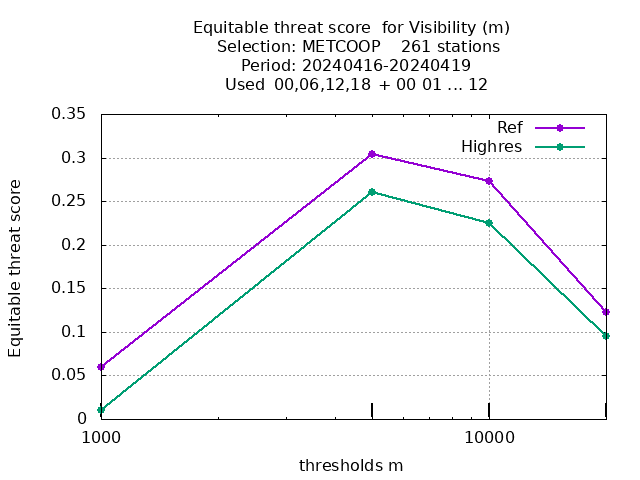 Equitable threat score  for Visibility (m)
Selection: METCOOP    261 stations
Period: 20240416-20240419
Used  00,06,12,18  + 00 01 ... 12
Ref
Highres
0.35
0.3
0.25
0.2
0.15
0.1
0.05
0
Equitable threat score
1000
10000
thresholds m